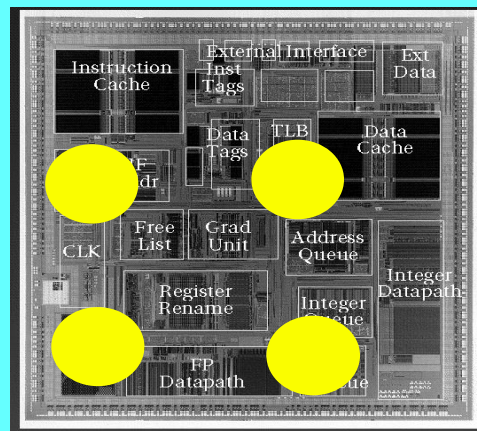 External Interface
Instruction
Cache
Inst
Tags
Ext
Data
Data
Tags
TLB
Data
Cache
CLK
Free
List
Grad
Unit
Address
Queue
Integer
Datapath
Register
Rename
Integer
Queue
FP
Datapath